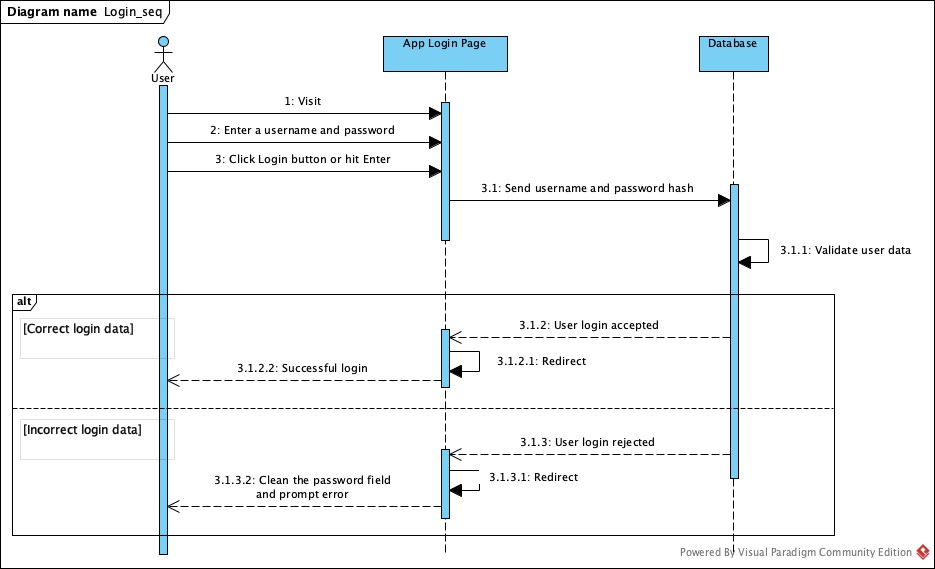 Diagram name Login_seq
User
App Login Page
Database
1: Visit
2: Enter a username and password
3: Click Login button or hit Enter
3.1: Send username and password hash
3.1.1: Validate user data
alt
[Correct login data]
3.1.2: User login accepted
3.1.2.1: Redirect
3.1.2.2: Successful login
[Incorrect login data]
3.1.3: User login rejected
3.1.3.1: Redirect
3.1.3.2: Clean the password field
and prompt error
Powered By Visual Paradigm Community Edition